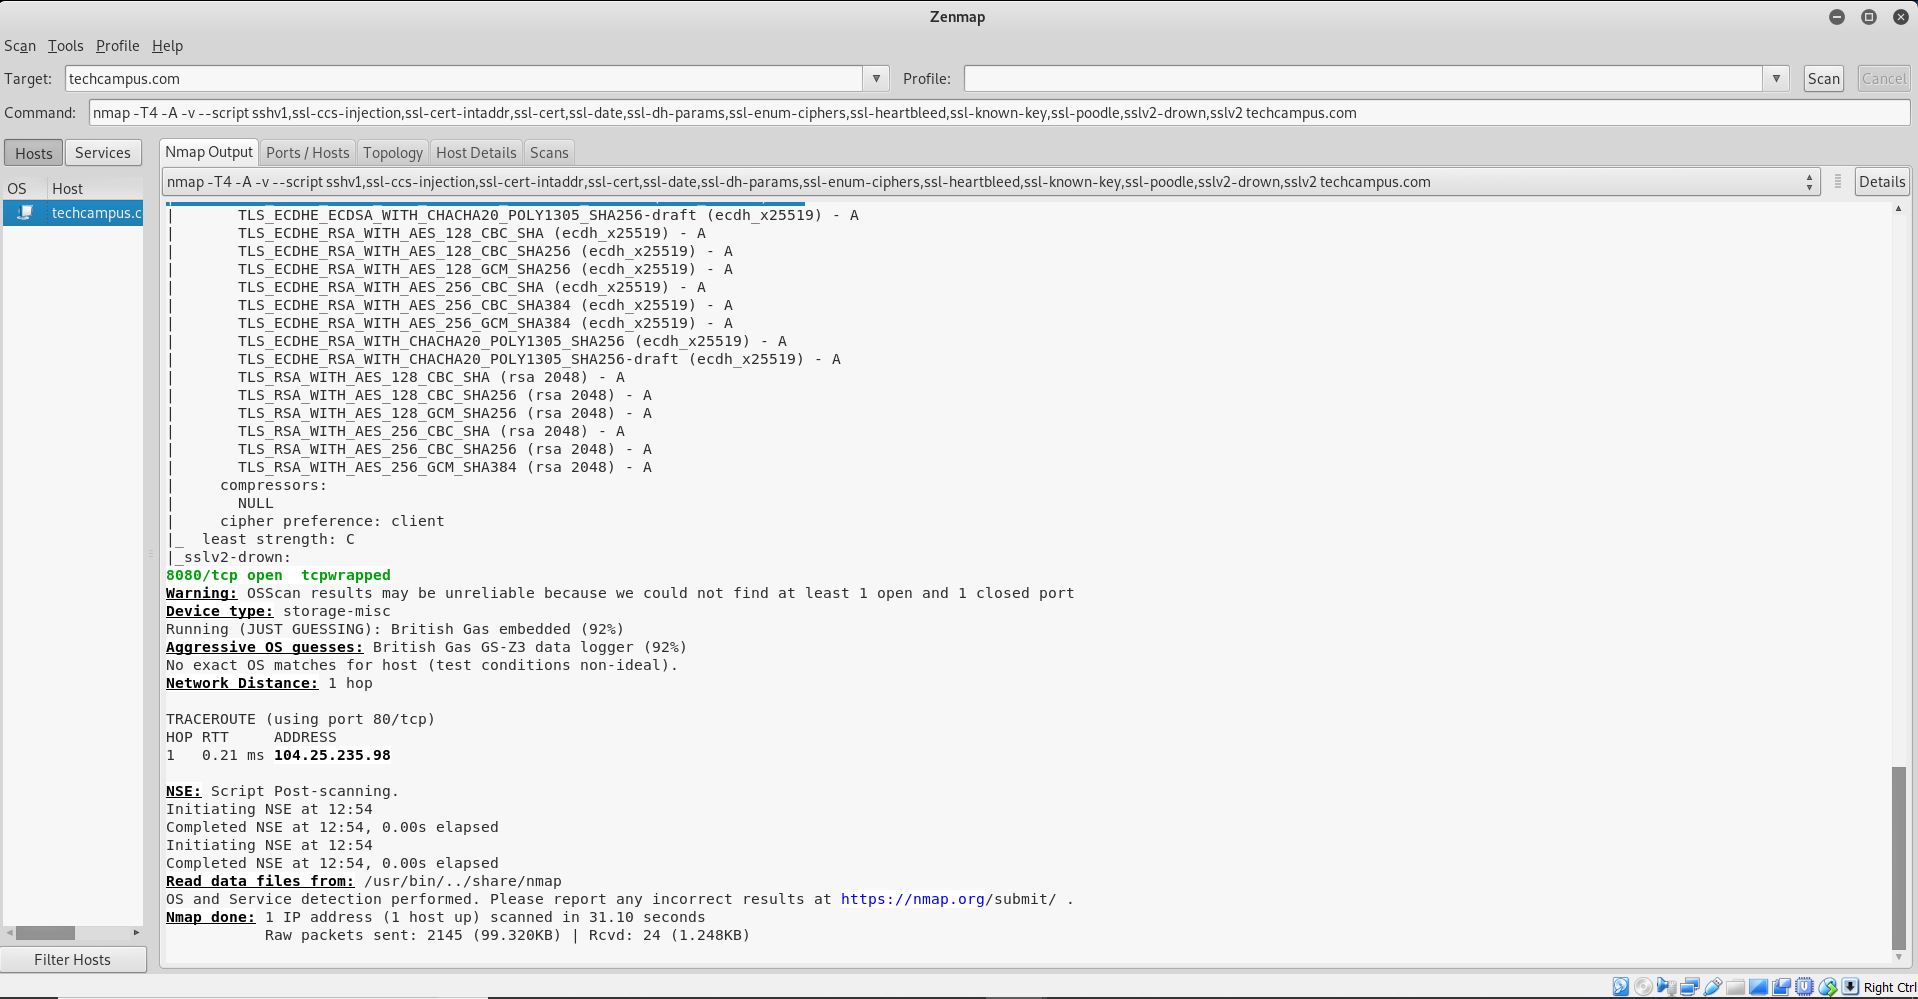 Zenmap
Scan Tools Profile Help
Target: techcampus.com Profile: Scan Cancel
Command: nmap -T4 -A -v --script sshv1,ssl-ccs-injection,ssl-cert-intaddr,ssl-cert,ssl-date,ssl-dh-params,ssl-enum-ciphers,ssl-heartbleed,ssl-known-key,ssl-poodle,sslv2-drown,sslv2 techcampus.com
Hosts Services Nmap Output Ports / Hosts Topology Host Details Scans
nmap -T4 -A -v --script sshv1,ssl-ccs-injection,ssl-cert-intaddr,ssl-cert,ssl-date,ssl-dh-params,ssl-enum-ciphers,ssl-heartbleed,ssl-known-key,ssl-poodle,sslv2-drown,sslv2 techcampus.com Details
OS Host
techcampus.c
| TLS_ECDHE_ECDSA_WITH_CHACHA20_POLY1305_SHA256-draft (ecdh_x25519) - A
| TLS_ECDHE_RSA_WITH_AES_128_CBC_SHA (ecdh_x25519) - A
| TLS_ECDHE_RSA_WITH_AES_128_CBC_SHA256 (ecdh_x25519) - A
| TLS_ECDHE_RSA_WITH_AES_128_GCM_SHA256 (ecdh_x25519) - A
| TLS_ECDHE_RSA_WITH_AES_256_CBC_SHA (ecdh_x25519) - A
| TLS_ECDHE_RSA_WITH_AES_256_CBC_SHA384 (ecdh_x25519) - A
| TLS_ECDHE_RSA_WITH_AES_256_GCM_SHA384 (ecdh_x25519) - A
| TLS_ECDHE_RSA_WITH_CHACHA20_POLY1305_SHA256 (ecdh_x25519) - A
| TLS_ECDHE_RSA_WITH_CHACHA20_POLY1305_SHA256-draft (ecdh_x25519) - A
| TLS_RSA_WITH_AES_128_CBC_SHA (rsa 2048) - A
| TLS_RSA_WITH_AES_128_CBC_SHA256 (rsa 2048) - A
| TLS_RSA_WITH_AES_128_GCM_SHA256 (rsa 2048) - A
| TLS_RSA_WITH_AES_256_CBC_SHA (rsa 2048) - A
| TLS_RSA_WITH_AES_256_CBC_SHA256 (rsa 2048) - A
| TLS_RSA_WITH_AES_256_GCM_SHA384 (rsa 2048) - A
| compressors:
| NULL
| cipher preference: client
|_ least strength: C
|_sslv2-drown:
8080/tcp open tcpwrapped
Warning: OSScan results may be unreliable because we could not find at least 1 open and 1 closed port
Device type: storage-misc
Running (JUST GUESSING): British Gas embedded (92%)
Aggressive OS guesses: British Gas GS-Z3 data logger (92%)
No exact OS matches for host (test conditions non-ideal).
Network Distance: 1 hop
TRACEROUTE (using port 80/tcp)
HOP RTT ADDRESS
1 0.21 ms 104.25.235.98
NSE: Script Post-scanning.
Initiating NSE at 12:54
Completed NSE at 12:54, 0.00s elapsed
Initiating NSE at 12:54
Completed NSE at 12:54, 0.00s elapsed
Read data files from: /usr/bin/../share/nmap
OS and Service detection performed. Please report any incorrect results at https://nmap.org/submit/ .
Nmap done: 1 IP address (1 host up) scanned in 31.10 seconds
Raw packets sent: 2145 (99.320KB) | Rcvd: 24 (1.248KB)
Filter Hosts
Right Ctrl